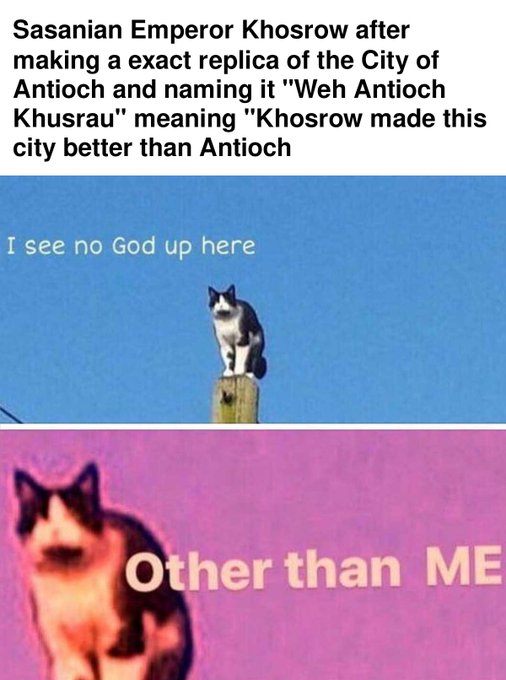 Sasanian Emperor Khosrow after
making a exact replica of the City of
Antioch and naming it "Weh Antioch
Khusrau" meaning "Khosrow made this
city better than Antioch
I see no God up here
Other than ME